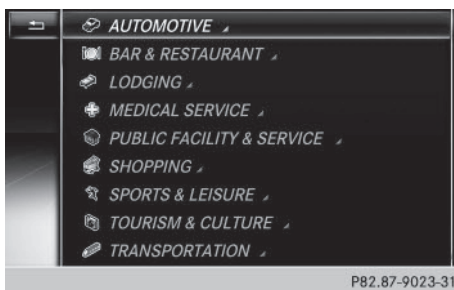 AUTOMOTIVE
BAR & RESTAURANT
LODGING
MEDICAL SERVICE
PUBLIC FACILITY & SERVICE
SHOPPING
SPORTS & LEISURE
TOURISM & CULTURE
TRANSPORTATION
P82.87-9023-31